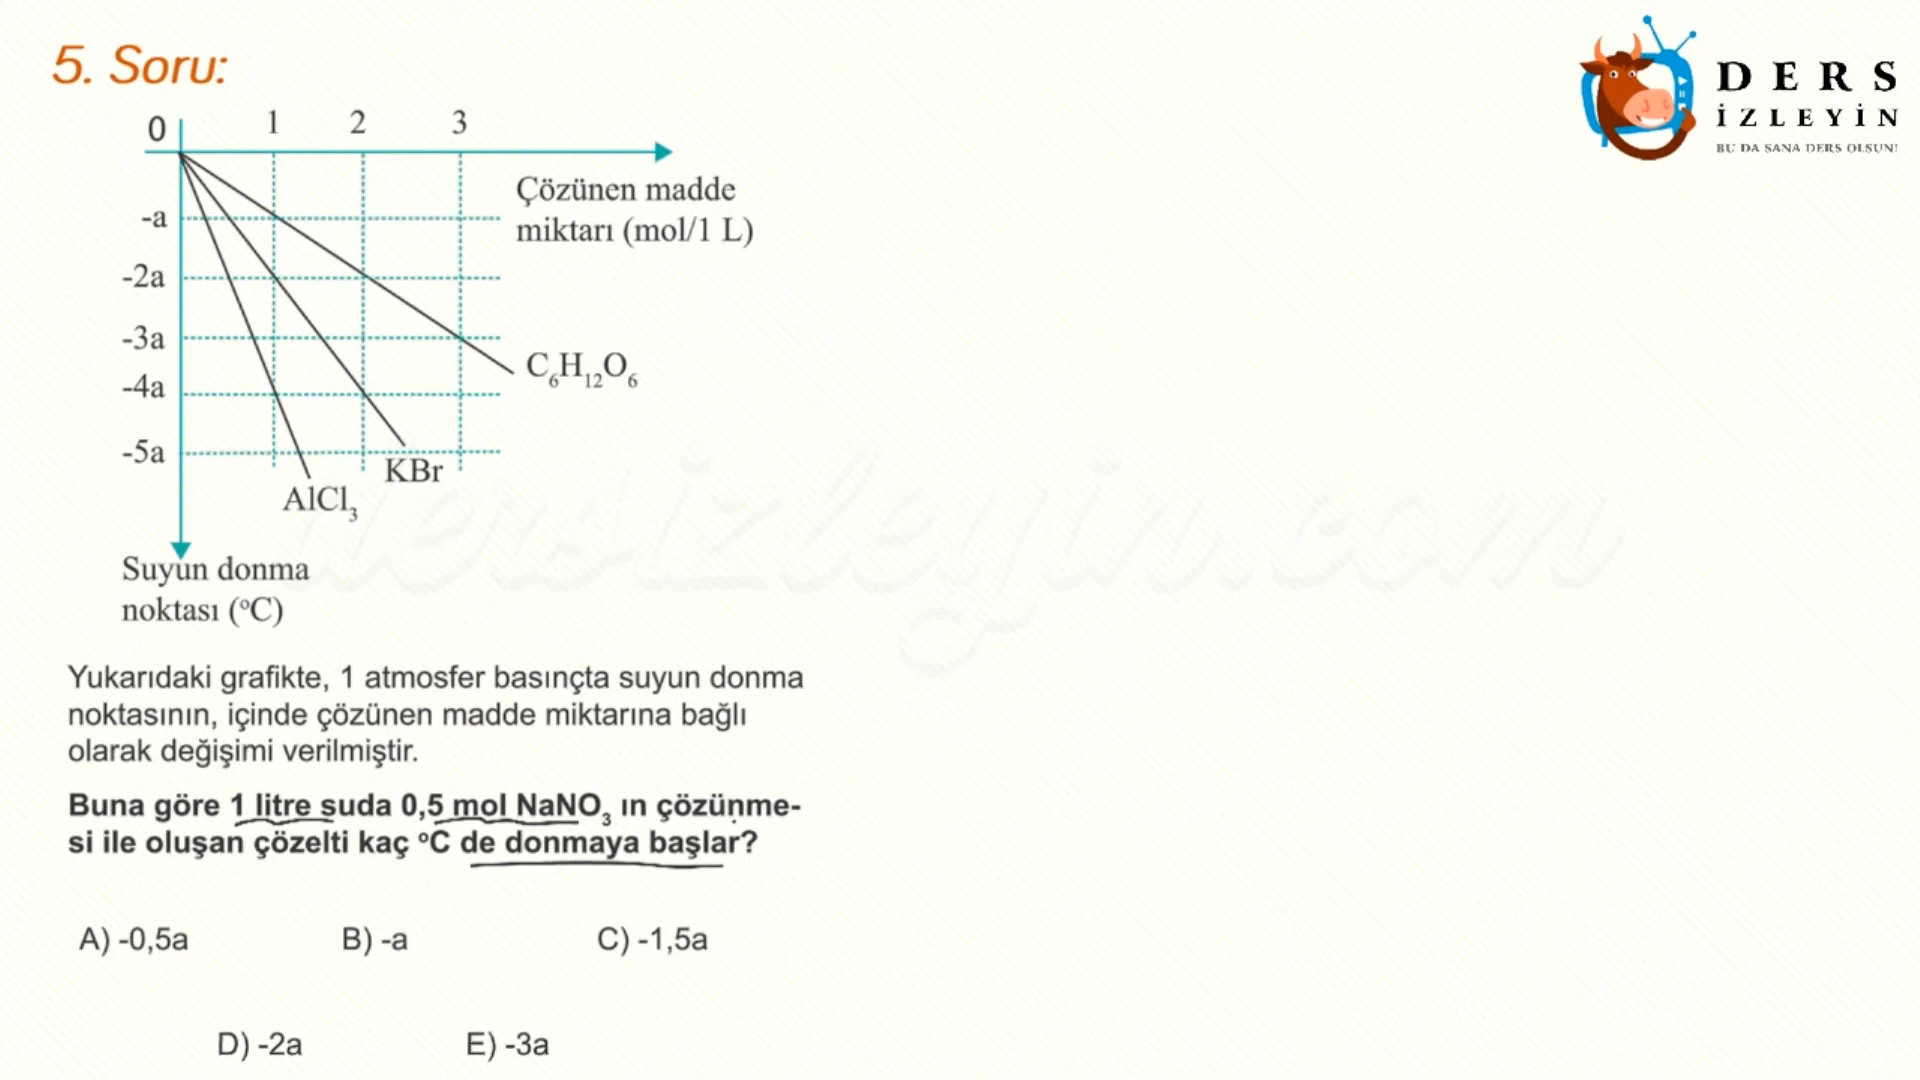 5. Soru:
DERS
İZLEYİN
BU DA SANA DERS OLSUN!
0 1 2 3
Çözünen madde
miktarı (mol/1 L)
-a
-2a
-3a
-4a
-5a
C₆H₁₂O₆
KBr
AlCl₃
Suyun donma
noktası (°C)
dersizleyin.com
Yukarıdaki grafikte, 1 atmosfer basınçta suyun donma
noktasının, içinde çözünen madde miktarına bağlı
olarak değişimi verilmiştir.
Buna göre 1 litre suda 0,5 mol NaNO₃ ın çözünme-
si ile oluşan çözelti kaç °C de donmaya başlar?
A) -0,5a B) -a C) -1,5a
D) -2a E) -3a